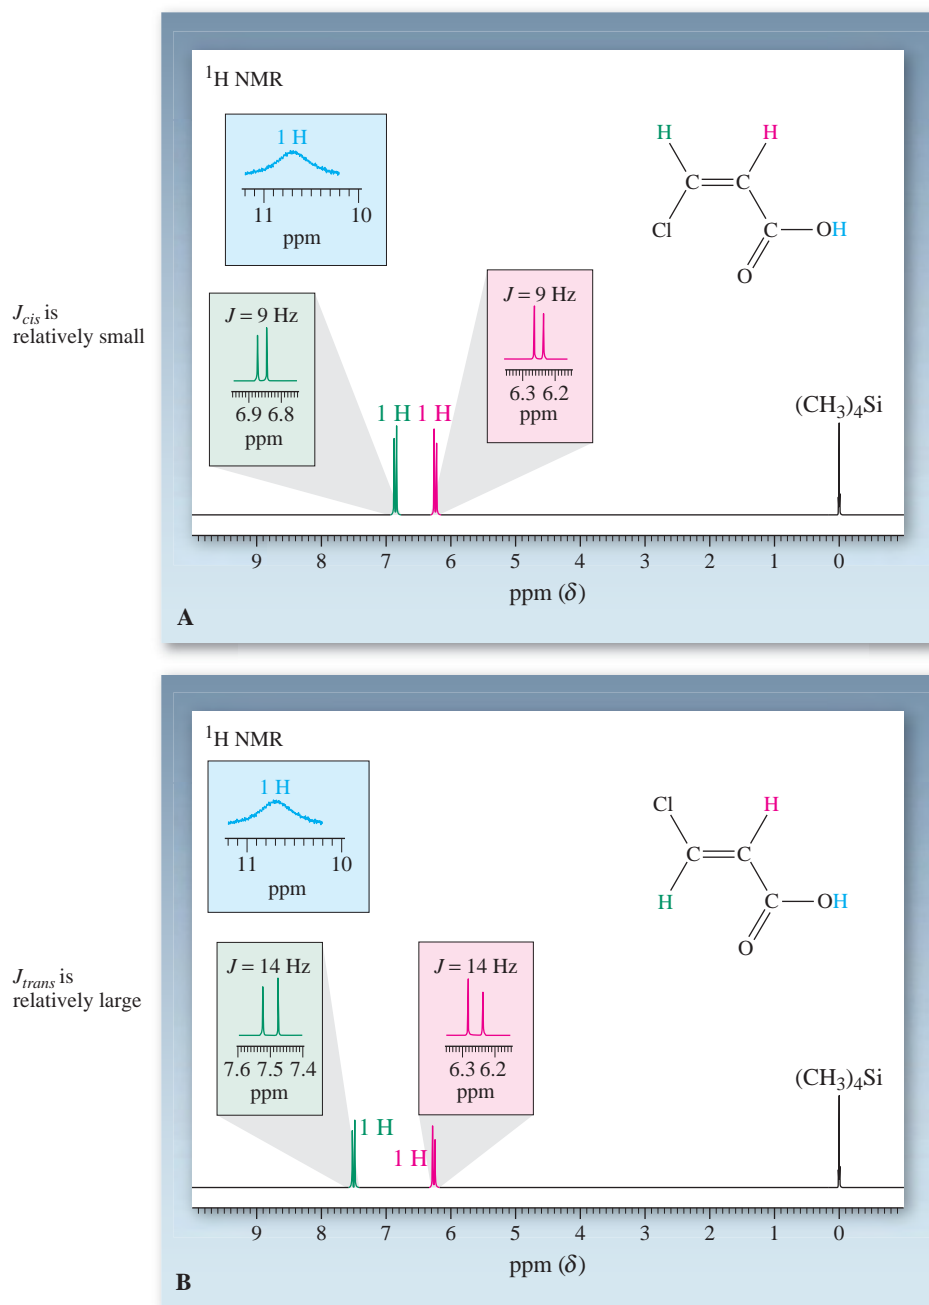 ¹H NMR
1 H
11 10
ppm
H H
C C
Cl C OH
O
J_cis is
relatively small
J = 9 Hz
6.9 6.8
ppm
J = 9 Hz
6.3 6.2
ppm
1 H 1 H
(CH₃)₄Si
9 8 7 6 5 4 3 2 1 0
ppm (δ)
A
¹H NMR
1 H
11 10
ppm
Cl H
C C
H C OH
O
J_trans is
relatively large
J = 14 Hz
7.6 7.5 7.4
ppm
J = 14 Hz
6.3 6.2
ppm
1 H
1 H
(CH₃)₄Si
9 8 7 6 5 4 3 2 1 0
ppm (δ)
B